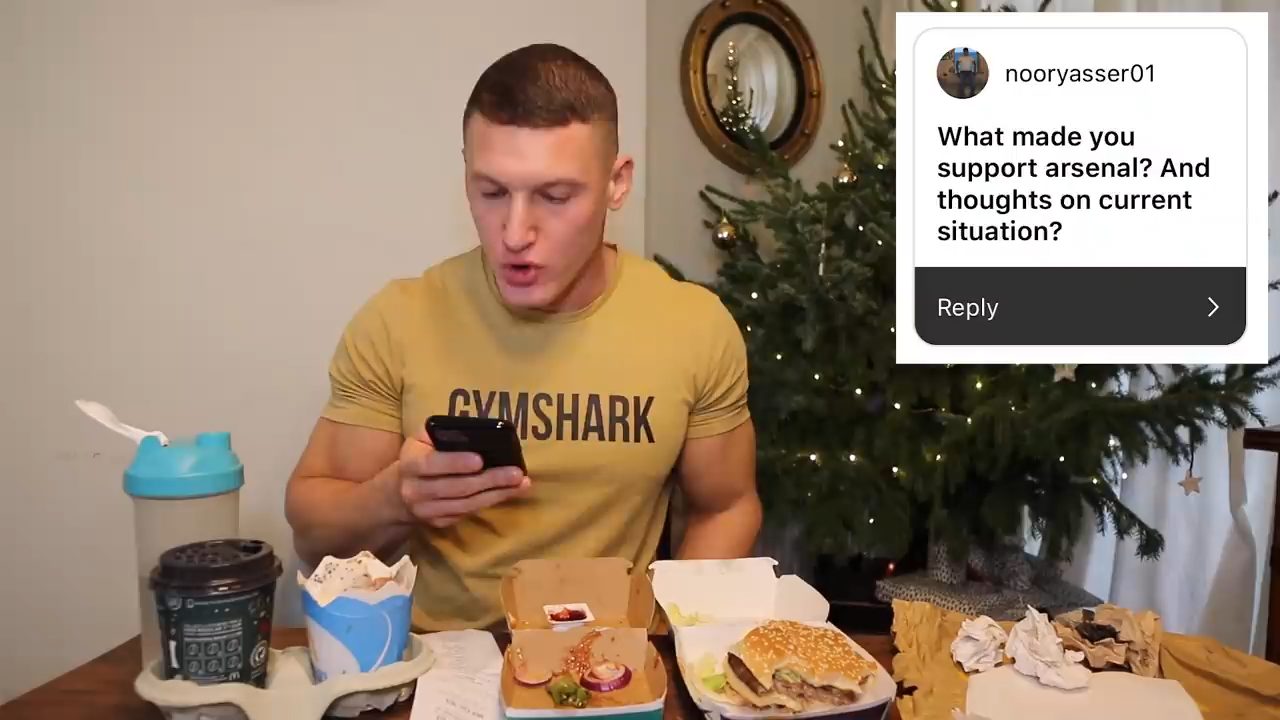 nooryasser01
What made you
support arsenal? And
thoughts on current
situation?
Reply
GYMSHARK